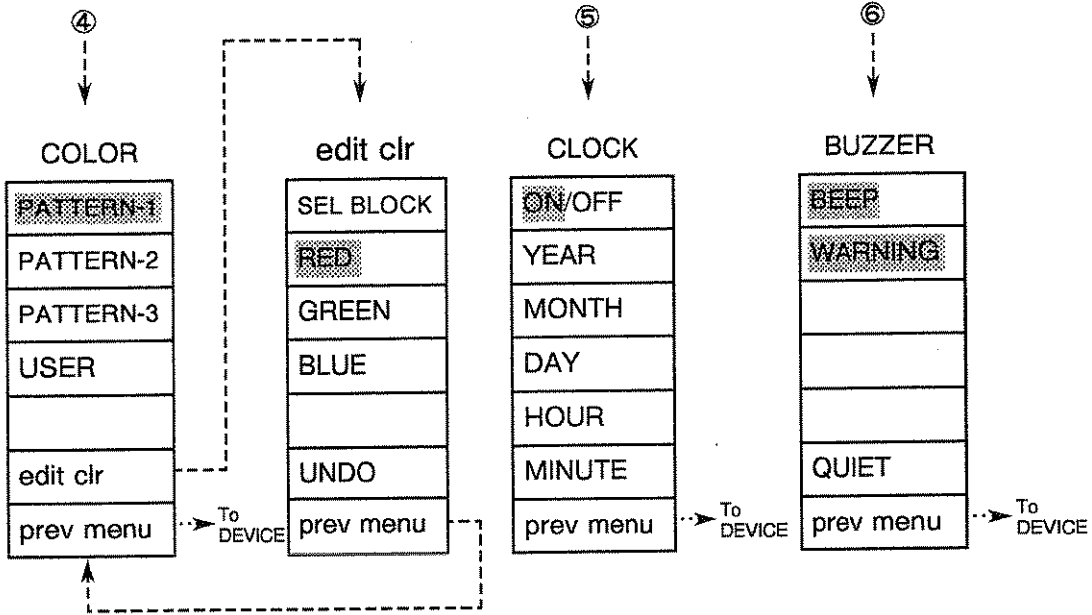 ④
⑤
⑥
COLOR
PATTERN-1
PATTERN-2
PATTERN-3
USER
edit clr
prev menu
To
DEVICE
edit clr
SEL BLOCK
RED
GREEN
BLUE
UNDO
prev menu
CLOCK
ON/OFF
YEAR
MONTH
DAY
HOUR
MINUTE
prev menu
To
DEVICE
BUZZER
BEEP
WARNING
QUIET
prev menu
To
DEVICE